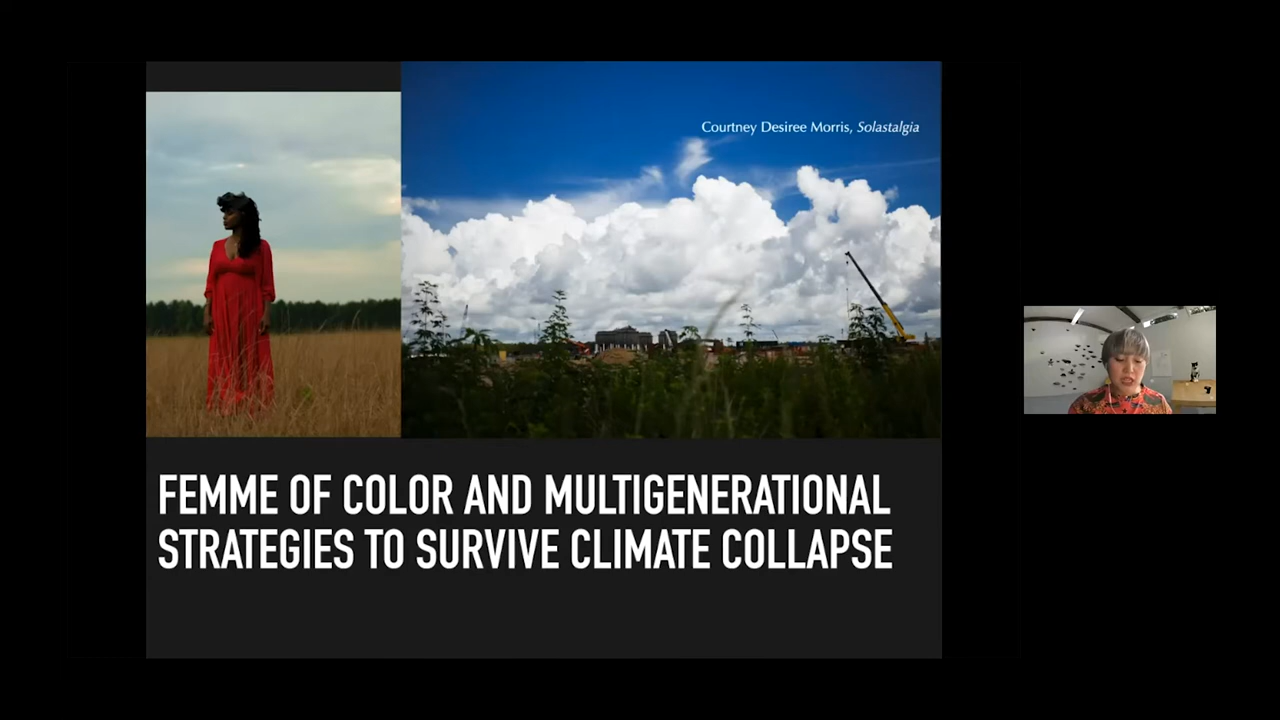 Courtney Desiree Morris, Solastalgia
FEMME OF COLOR AND MULTIGENERATIONAL
STRATEGIES TO SURVIVE CLIMATE COLLAPSE